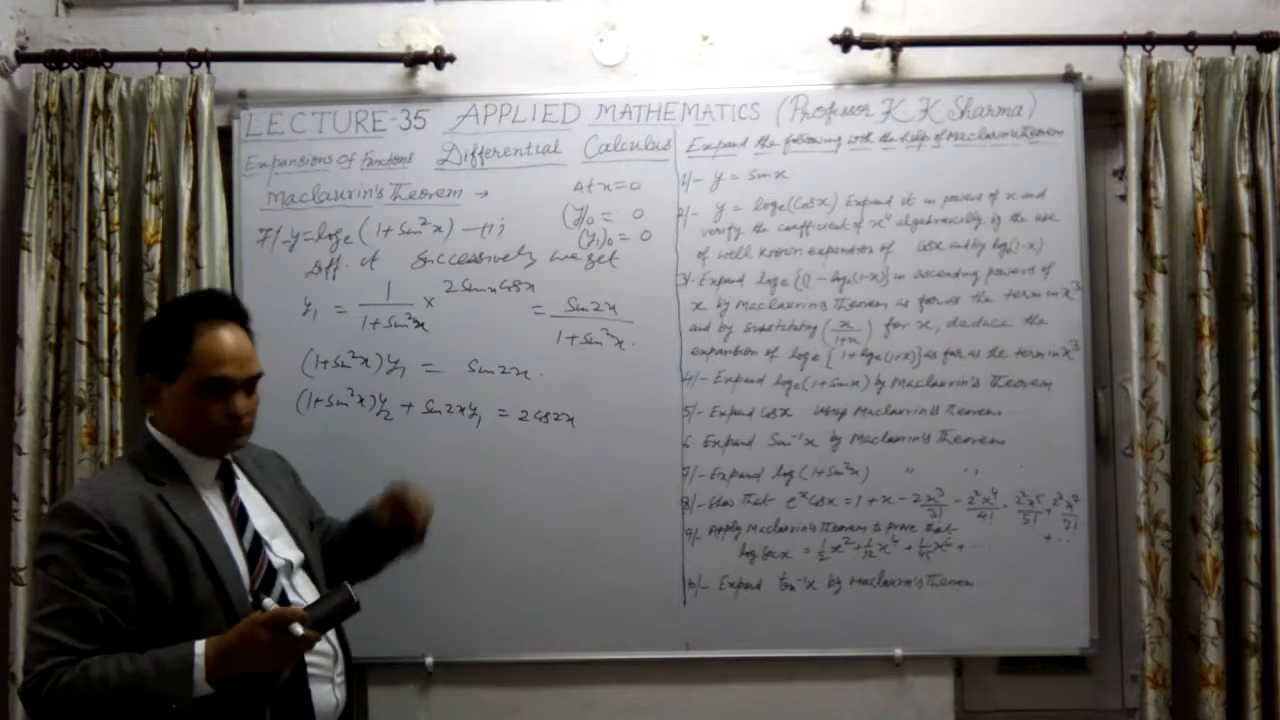 LECTURE-35 APPLIED MATHEMATICS (Professor K K Sharma)
Expansions of Functions Differential Calculus
Maclaurin's Theorem →
At x=0
7/- y=logₑ(1+Sin²x) —(1)
(y)₀ = 0
(y₁)₀ = 0
Diff. it successively we get
y₁ = 1/(1+Sin²x) × 2Sinx Cosx = Sin2x/(1+Sin²x).
(1+Sin²x)y₁ = Sin2x.
(1+Sin²x)y₂ + Sin2x y₁ = 2Cos2x
Expand the following with the help of Maclaurin Theorem
1/- y = Sinx
2/- y = logₑ(Cosx) Expand it in powers of x and
verify the coefficient of x⁴ algebraically by the use
of well known expansion of Cosx and by log(1-x)
3/- Expand logₑ{(1 - logₑ(1-x)} in ascending powers of
x by Maclaurin's Theorem as far as the term in x³
and by substituting (x/(1+x)) for x, deduce the
expansion of logₑ{1+logₑ(1+x)} as far as the term in x³
4/- Expand logₑ(1+Sinx) by Maclaurin's Theorem
5/- Expand Cosx using Maclaurin's Theorem
6. Expand Sin⁻¹x by Maclaurin's Theorem
7/- Expand log(1+Sin²x) " "
8/- Show that eˣCosx = 1+x - 2x³/3! - 2²x⁴/4! - 2²x⁵/5! + 2³x⁷/7! + ..
9/. Apply Maclaurin's Theorem to prove that
log Secx = 1/2 x² + 1/12 x⁴ + 1/45 x⁶ + ...
10/- Expand tan⁻¹x by Maclaurin's Theorem